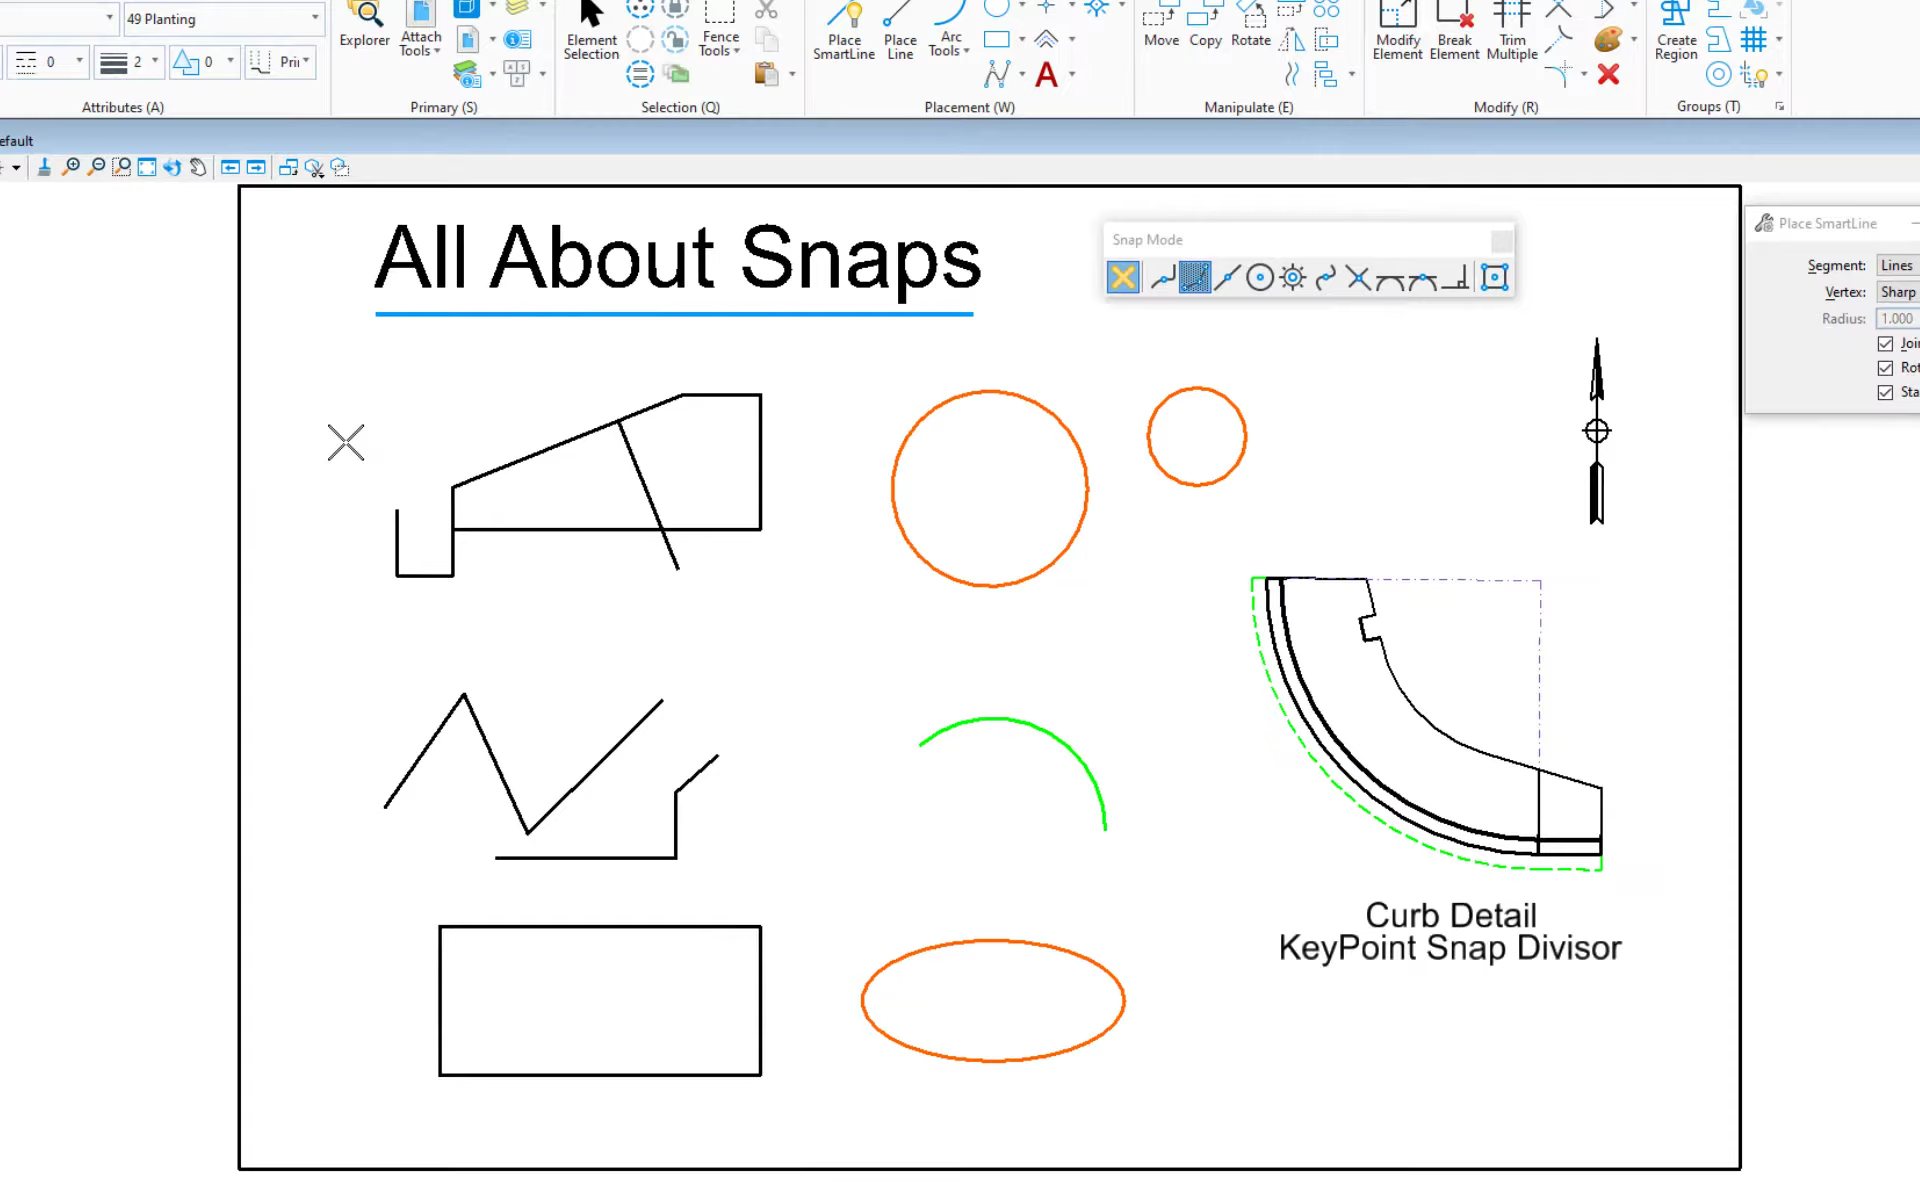 49 Planting
0
2
0
Pri
Attributes (A)
Explorer
Attach
Tools
Primary (S)
Element
Selection
Fence
Tools
Selection (Q)
Place
SmartLine
Place
Line
Arc
Tools
A
Placement (W)
Move
Copy
Rotate
Manipulate (E)
Modify
Element
Break
Element
Trim
Multiple
Modify (R)
Create
Region
Groups (T)
efault
All About Snaps
Snap Mode
Place SmartLine
Segment: Lines
Vertex: Sharp
Radius: 1.000
Joi
Rot
Sta
Curb Detail
KeyPoint Snap Divisor